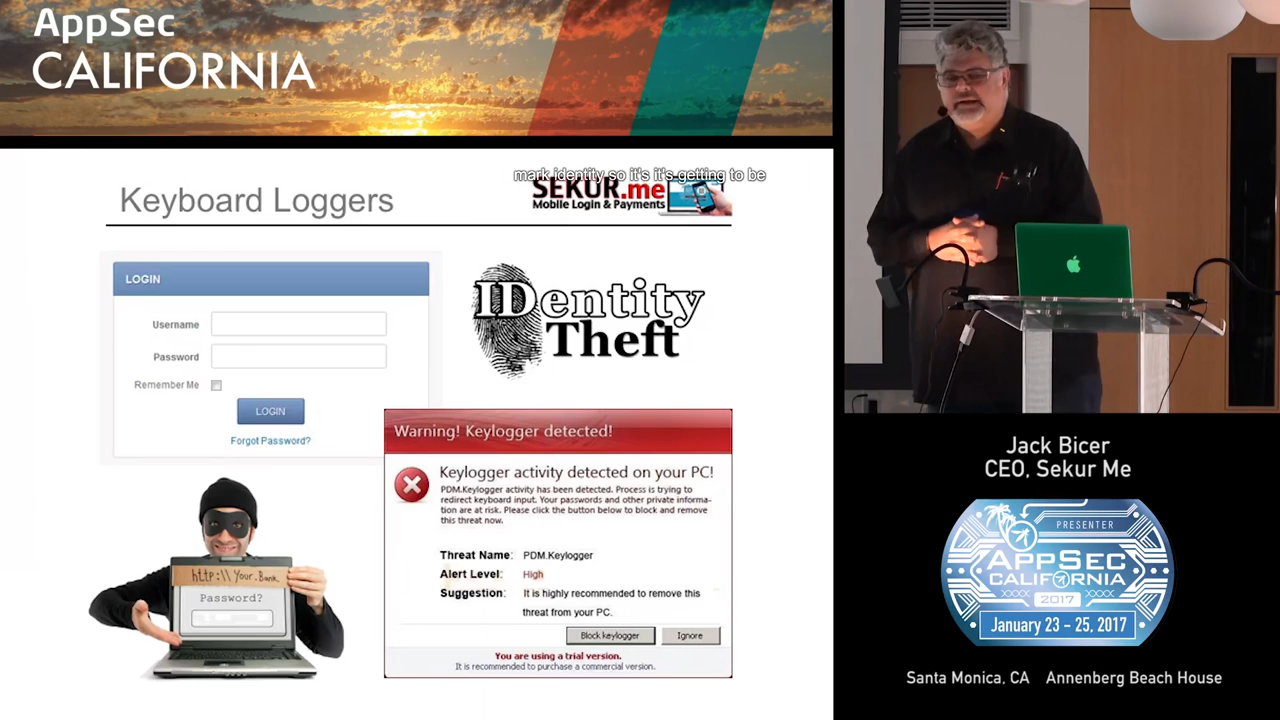 AppSec
CALIFORNIA
mark identity so it's it's getting to be
Keyboard Loggers
SEKUR.me
Mobile Login & Payments
LOGIN
Username
Password
Remember Me
LOGIN
Forgot Password?
IDentity
Theft
Warning! Keylogger detected!
Keylogger activity detected on your PC!
PDM.Keylogger activity has been detected. Process is trying to
redirect keyboard input. Your passwords and other private informa-
tion are at risk. Please click the button below to block and remove
this threat now.
Threat Name: PDM.Keylogger
Alert Level: High
Suggestion: It is highly recommended to remove this
threat from your PC.
Block keylogger Ignore
You are using a trial version.
It is recommended to purchase a commercial version.
http:\\ Your.Bank
Password?
Jack Bicer
CEO, Sekur Me
PRESENTER
APPSEC
CALIFORNIA
2017
January 23 – 25, 2017
Santa Monica, CA Annenberg Beach House